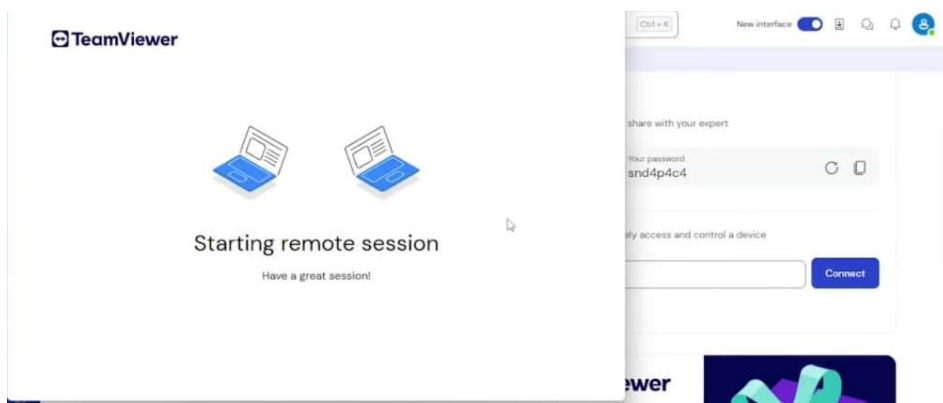 TeamViewer
Starting remote session
Have a great session!
Ctrl + K
New interface
share with your expert
Your password
snd4p4c4
ly access and control a device
Connect
ewer